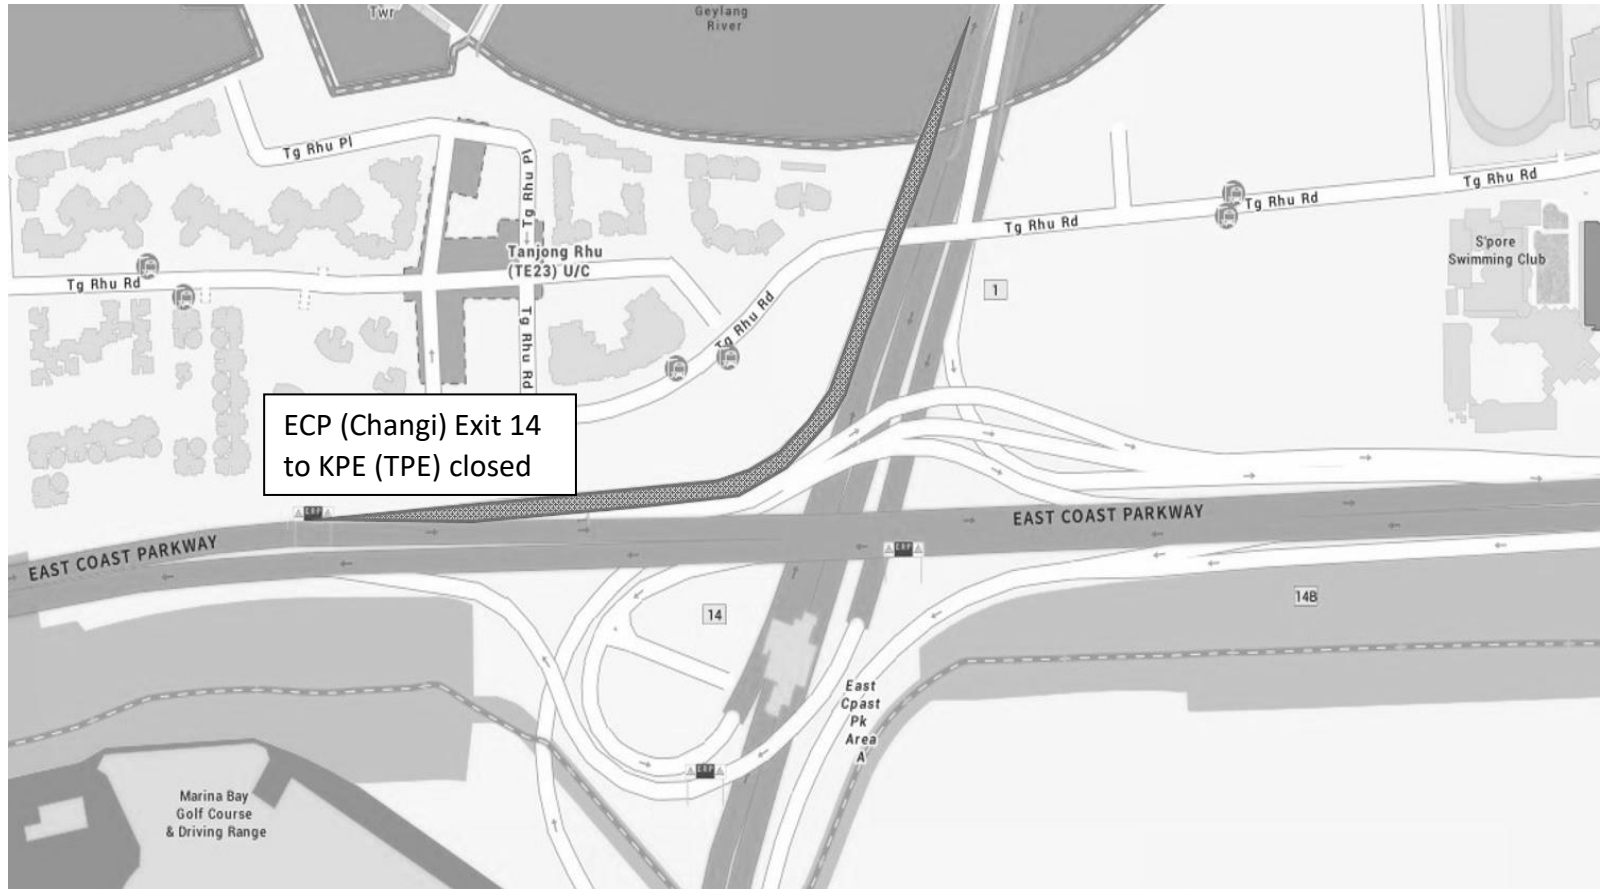 Twr
Geylang
River
Tg Rhu Pl
Tg Rhu Pl
Tg Rhu Rd
Tg Rhu Rd
Tg Rhu Rd
S'pore
Swimming Club
Tanjong Rhu
(TE23) U/C
Tg Rhu Rd
1
Tg Rhu Rd
Tg Rhu Rd
ECP (Changi) Exit 14
to KPE (TPE) closed
ERP
EAST COAST PARKWAY
EAST COAST PARKWAY
ERP
14
14B
East
Cpast
Pk
Area
A
ERP
Marina Bay
Golf Course
& Driving Range